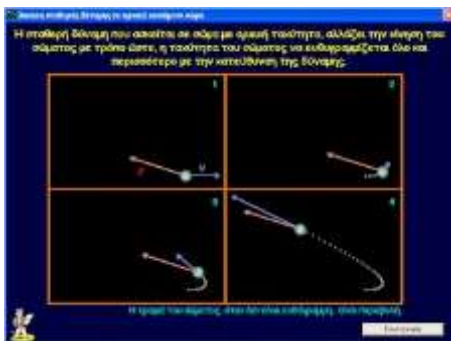 Η σταθερή δύναμη που ασκείται σε σώμα με αρχική ταχύτητα, αλλάζει την κίνηση του
σώματος με τρόπο ώστε, η ταχύτητα του σώματος να ευθυγραμμίζεται όλο και
περισσότερο με την κατεύθυνση της δύναμης.
1
2
F
υ
3
4
Η τροχιά του σώματος, όταν δεν είναι ευθύγραμμη, είναι παραβολή.